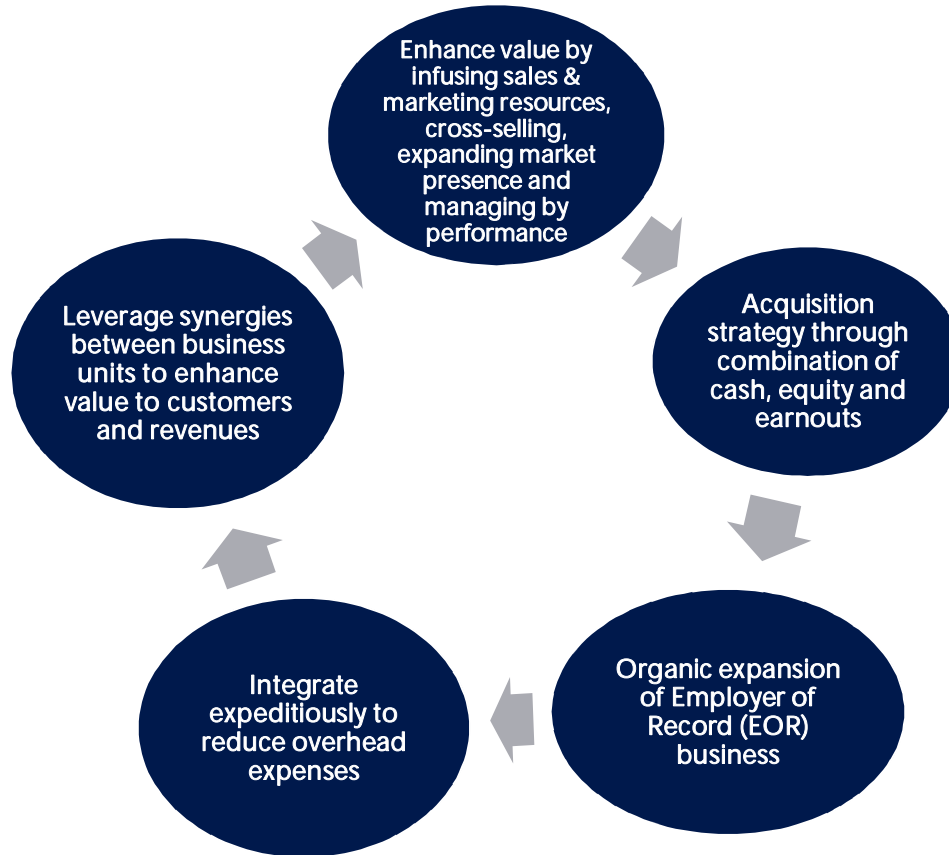 Enhance value by
infusing sales &
marketing resources,
cross-selling,
expanding market
presence and
managing by
performance
Acquisition
strategy through
combination of
cash, equity and
earnouts
Organic expansion
of Employer of
Record (EOR)
business
Integrate
expeditiously to
reduce overhead
expenses
Leverage synergies
between business
units to enhance
value to customers
and revenues